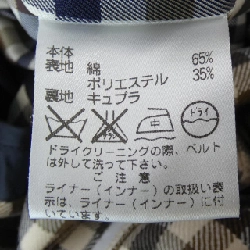 本体
表地 綿 65%
ポリエステル 35%
裏地 キュプラ
ドライ
ドライクリーニングの際、ベルト
は外して洗って下さい。
ご注意
ライナー（インナー）の取扱い表
示は、ライナー（インナー）に付
いています。